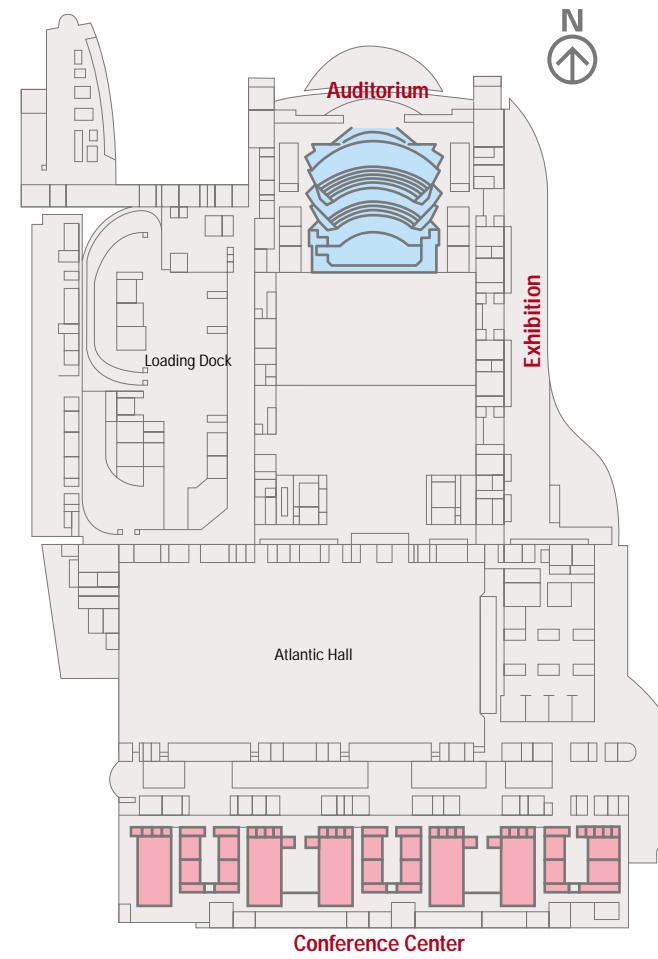 N
Auditorium
Exhibition
Loading Dock
Atlantic Hall
Conference Center